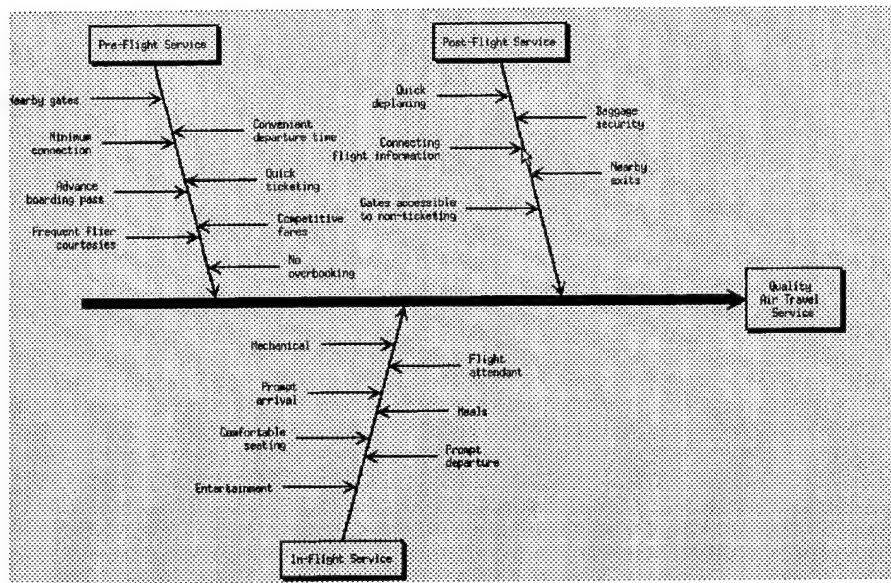 Pre-Flight Service
Post-Flight Service
Nearby gates
Convenient
departure time
Minimum
connection
Quick
ticketing
Advance
boarding pass
Competitive
fares
Frequent flier
courtesies
No
overbooking
Quick
deplaning
Baggage
security
Connecting
flight information
Nearby
exits
Gates accessible
to non-ticketing
Quality
Air Travel
Service
Mechanical
Flight
attendant
Prompt
arrival
Meals
Comfortable
seating
Prompt
departure
Entertainment
In-Flight Service